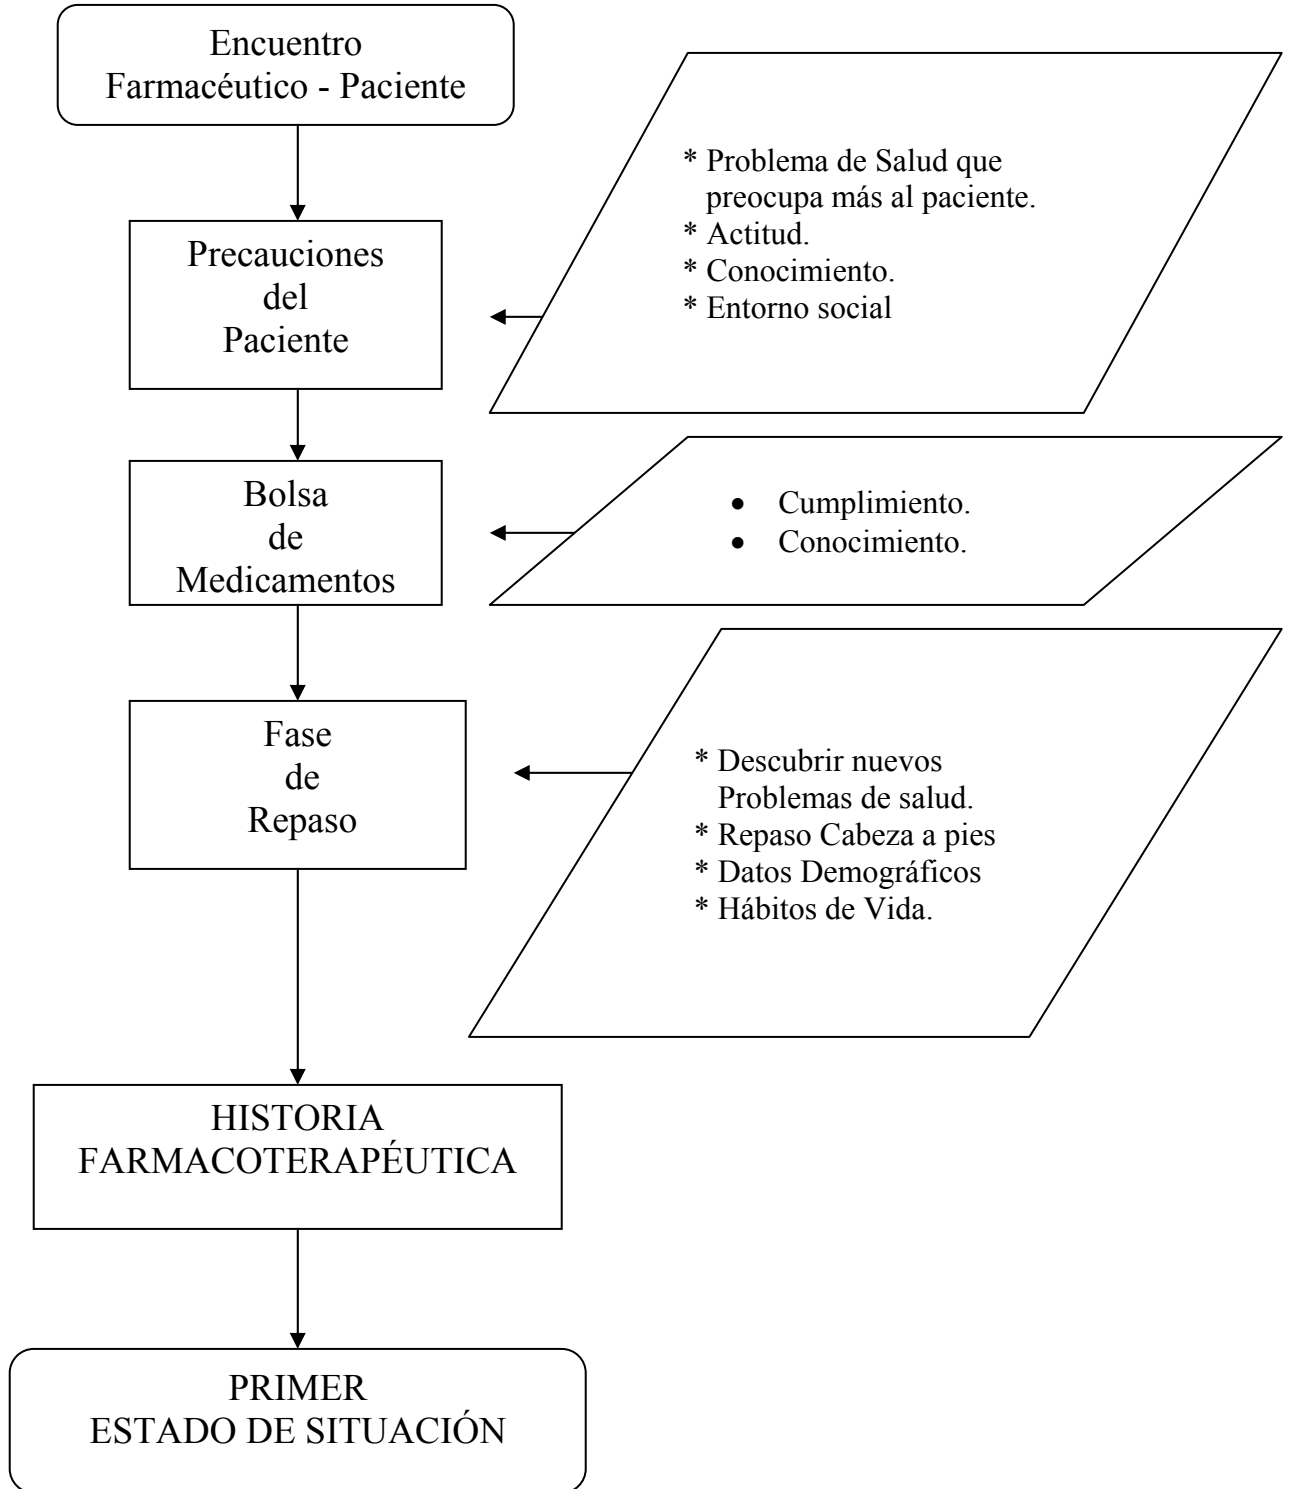 Encuentro
Farmacéutico - Paciente
* Problema de Salud que
preocupa más al paciente.
* Actitud.
* Conocimiento.
* Entorno social
Precauciones
del
Paciente
Bolsa
de
Medicamentos
• Cumplimiento.
• Conocimiento.
Fase
de
Repaso
* Descubrir nuevos
Problemas de salud.
* Repaso Cabeza a pies
* Datos Demográficos
* Hábitos de Vida.
HISTORIA
FARMACOTERAPÉUTICA
PRIMER
ESTADO DE SITUACIÓN